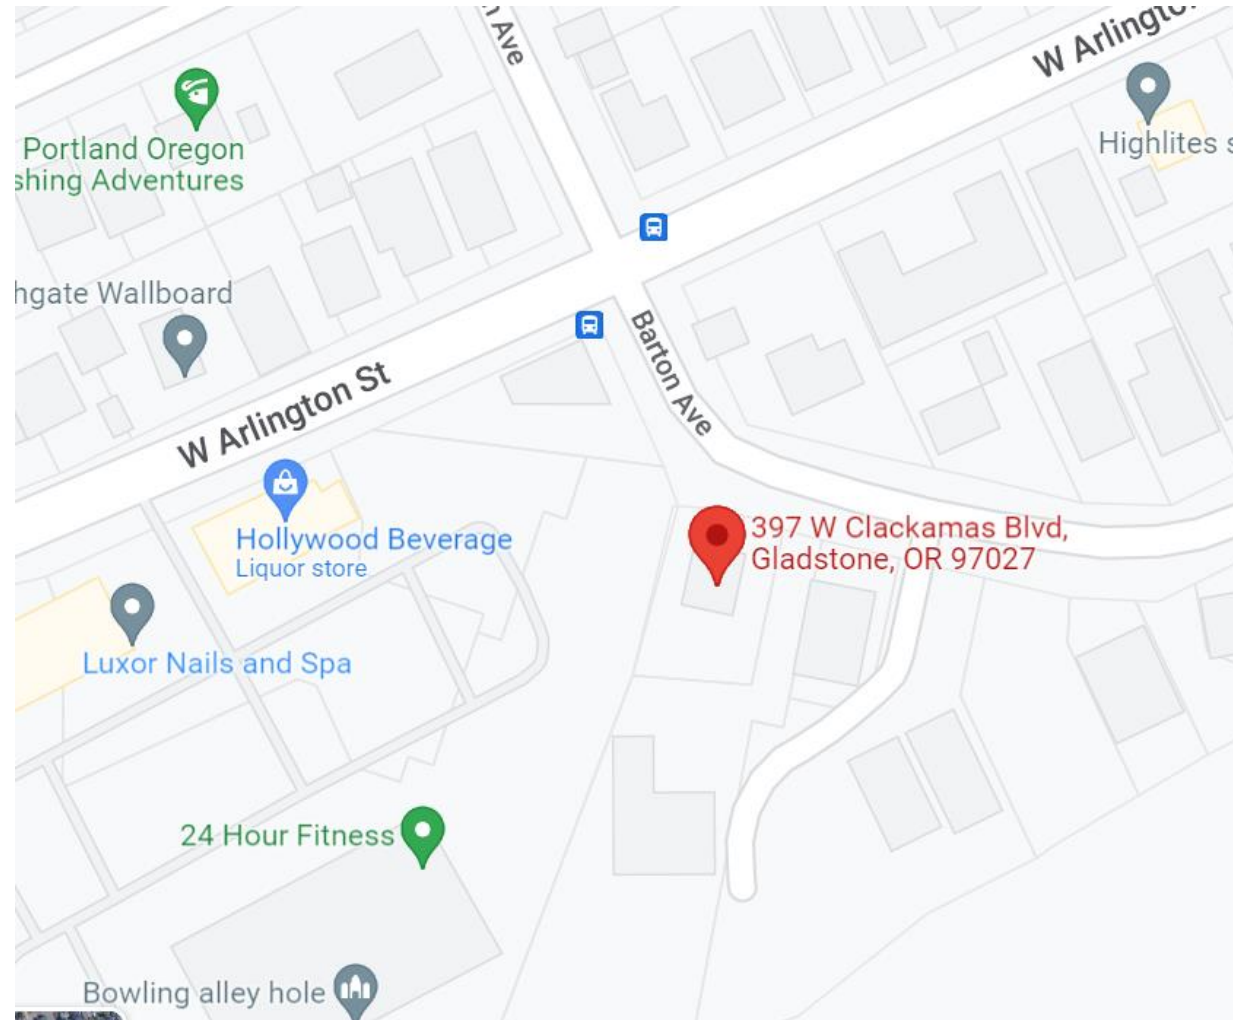 n Ave
W Arlington
Portland Oregon
shing Adventures
Highlites s
hgate Wallboard
Barton Ave
W Arlington St
Hollywood Beverage
Liquor store
397 W Clackamas Blvd,
Gladstone, OR 97027
Luxor Nails and Spa
24 Hour Fitness
Bowling alley hole